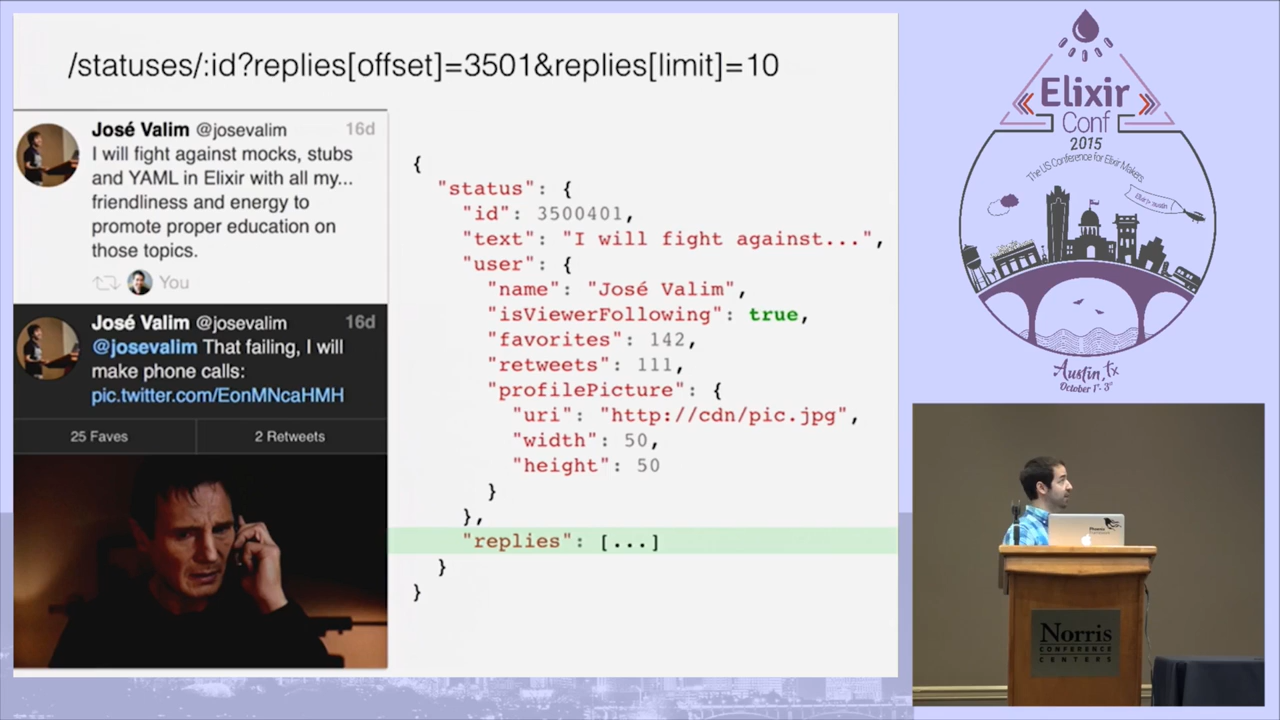 /statuses/:id?replies[offset]=3501&replies[limit]=10
José Valim @josevalim 16d
I will fight against mocks, stubs
and YAML in Elixir with all my...
friendliness and energy to
promote proper education on
those topics.
You
José Valim @josevalim 16d
@josevalim That failing, I will
make phone calls:
pic.twitter.com/EonMNcaHMH
25 Faves 2 Retweets
{
"status": {
"id": 3500401,
"text": "I will fight against...",
"user": {
"name": "José Valim",
"isViewerFollowing": true,
"favorites": 142,
"retweets": 111,
"profilePicture": {
"uri": "http://cdn/pic.jpg",
"width": 50,
"height": 50
}
},
"replies": [...]
}
}
Elixir
Conf
2015
The US Conference for Elixir Makers
Austin, TX
October 1st - 3rd
Phoenix
Norris
CONFERENCE
CENTERS